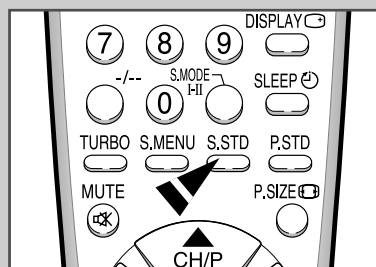 DISPLAY
7 8 9
-/-- S.MODE SLEEP
I-II
0
TURBO S.MENU S.STD P.STD
MUTE P.SIZE
CH/P